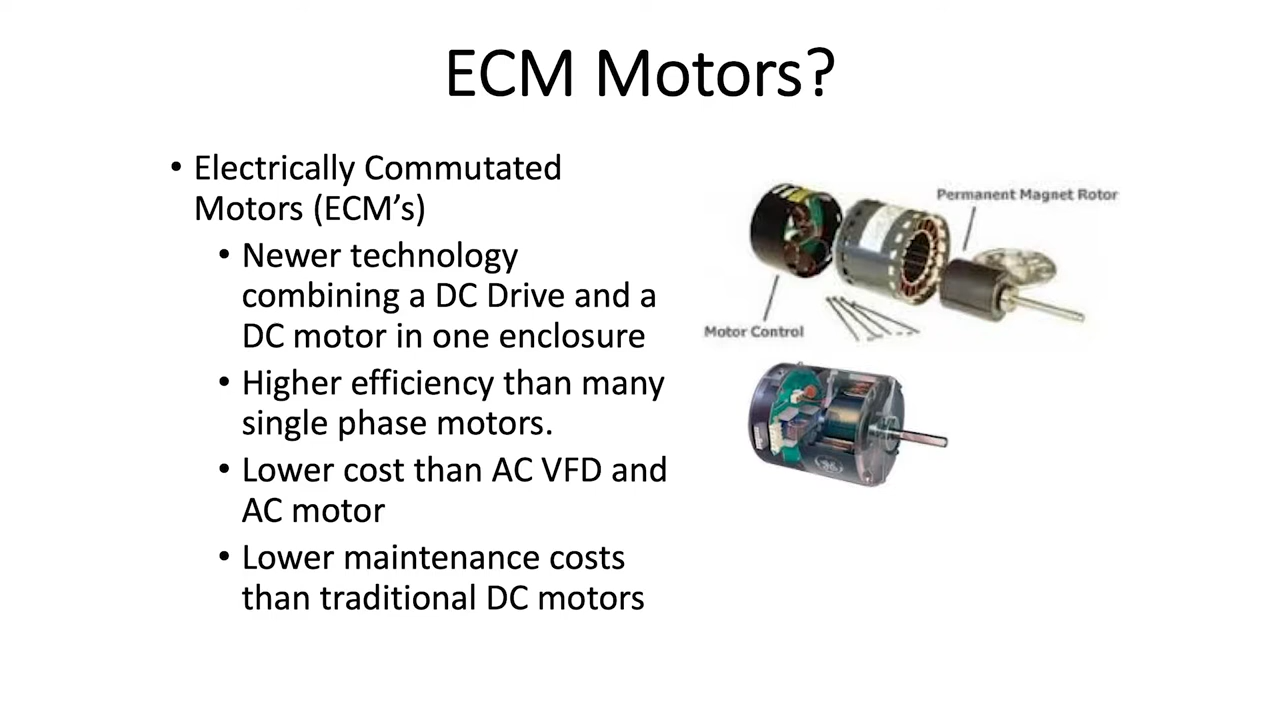 ECM Motors?
• Electrically Commutated
Motors (ECM’s)
• Newer technology
combining a DC Drive and a
DC motor in one enclosure
• Higher efficiency than many
single phase motors.
• Lower cost than AC VFD and
AC motor
• Lower maintenance costs
than traditional DC motors
Permanent Magnet Rotor
Motor Control